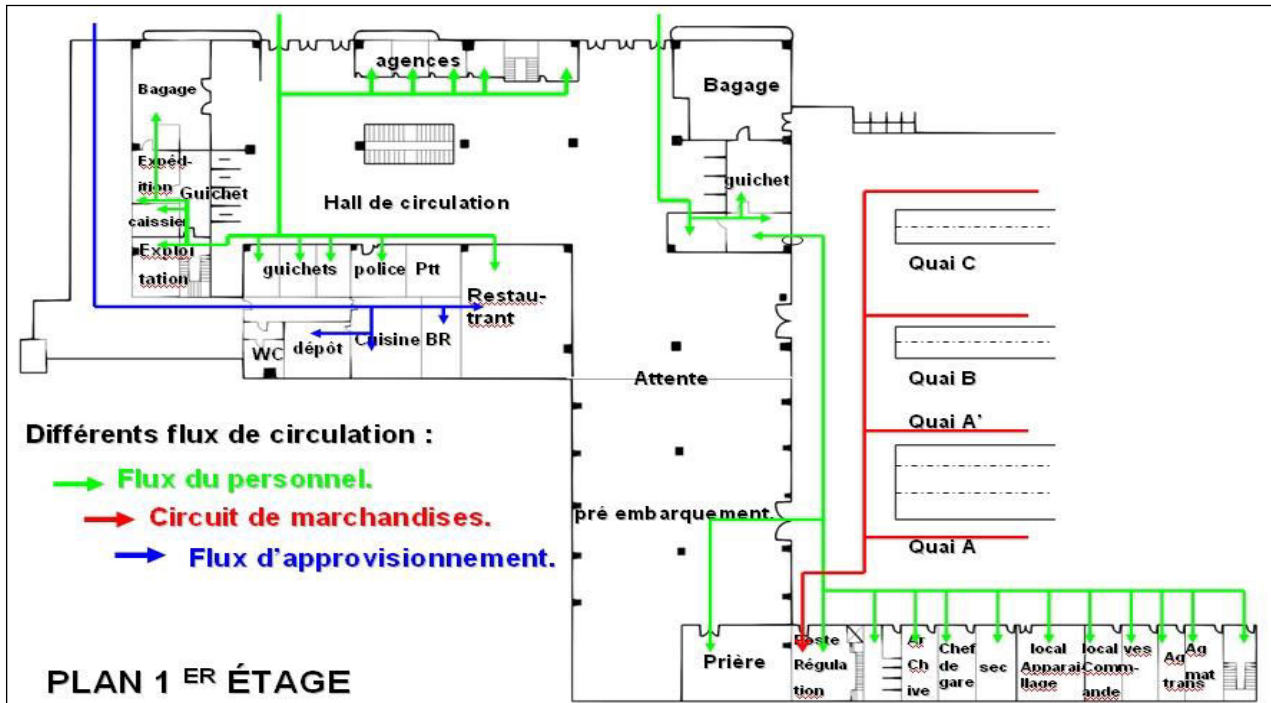 agences
Bagage
Bagage
Expéd-
ition
Guichet
guichet
caissier
Hall de circulation
Exploi
tation
guichets
police
Ptt
Restau-
trant
Quai C
WC
dépôt
Cuisine
BR
Attente
Quai B
Quai A'
Différents flux de circulation :
Flux du personnel.
Circuit de marchandises.
Flux d'approvisionnement.
pré embarquement.
Quai A
Prière
Poste
Régula
tion
Ar
Ch
ive
Chef
de
gare
sec
local
Apparai-
llage
local
Comm-
ande
ves
Ag
trans
Ag
mat
PLAN 1 ER ÉTAGE